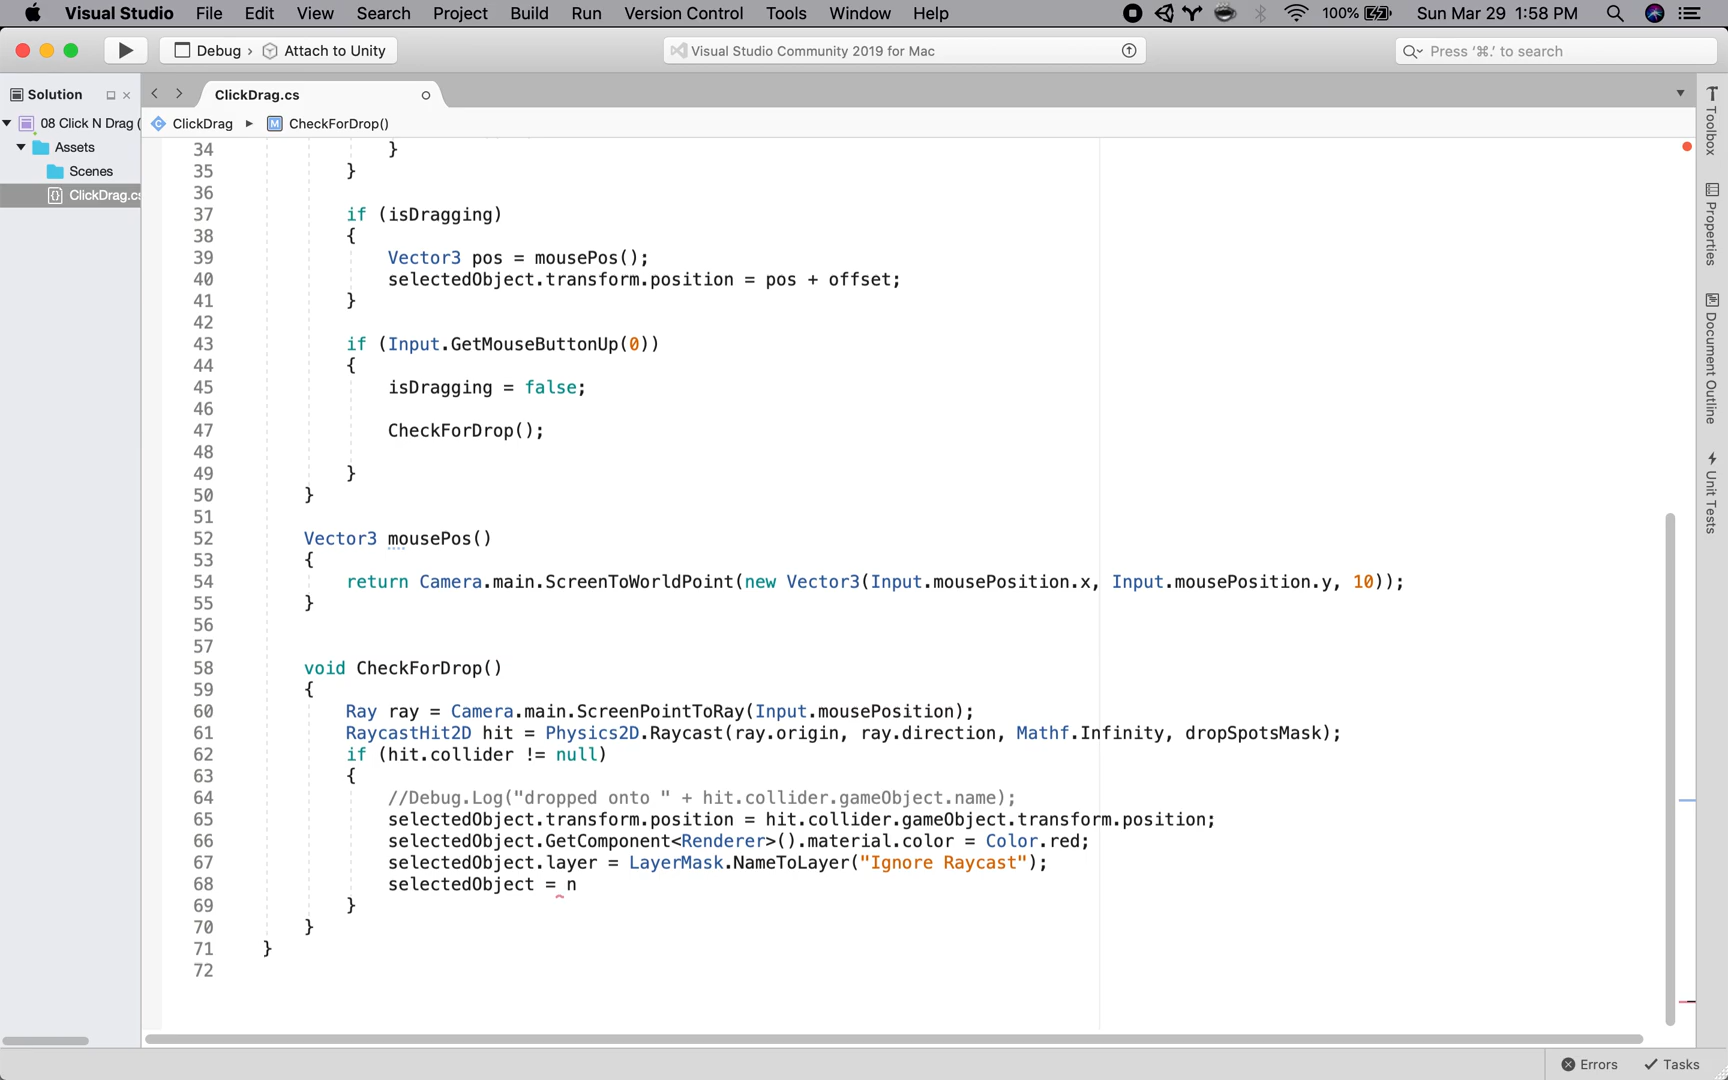 Visual Studio File Edit View Search Project Build Run Version Control Tools Window Help 100% Sun Mar 29 1:58 PM
Debug › Attach to Unity Visual Studio Community 2019 for Mac Press ‘⌘.’ to search
Solution ClickDrag.cs
08 Click N Drag ( ClickDrag CheckForDrop()
Assets
Scenes
ClickDrag.cs
34 }
35 }
36
37 if (isDragging)
38 {
39 Vector3 pos = mousePos();
40 selectedObject.transform.position = pos + offset;
41 }
42
43 if (Input.GetMouseButtonUp(0))
44 {
45 isDragging = false;
46
47 CheckForDrop();
48
49 }
50 }
51
52 Vector3 mousePos()
53 {
54 return Camera.main.ScreenToWorldPoint(new Vector3(Input.mousePosition.x, Input.mousePosition.y, 10));
55 }
56
57
58 void CheckForDrop()
59 {
60 Ray ray = Camera.main.ScreenPointToRay(Input.mousePosition);
61 RaycastHit2D hit = Physics2D.Raycast(ray.origin, ray.direction, Mathf.Infinity, dropSpotsMask);
62 if (hit.collider != null)
63 {
64 //Debug.Log("dropped onto " + hit.collider.gameObject.name);
65 selectedObject.transform.position = hit.collider.gameObject.transform.position;
66 selectedObject.GetComponent<Renderer>().material.color = Color.red;
67 selectedObject.layer = LayerMask.NameToLayer("Ignore Raycast");
68 selectedObject = n
69 }
70 }
71 }
72
Toolbox
Properties
Document Outline
Unit Tests
Errors Tasks